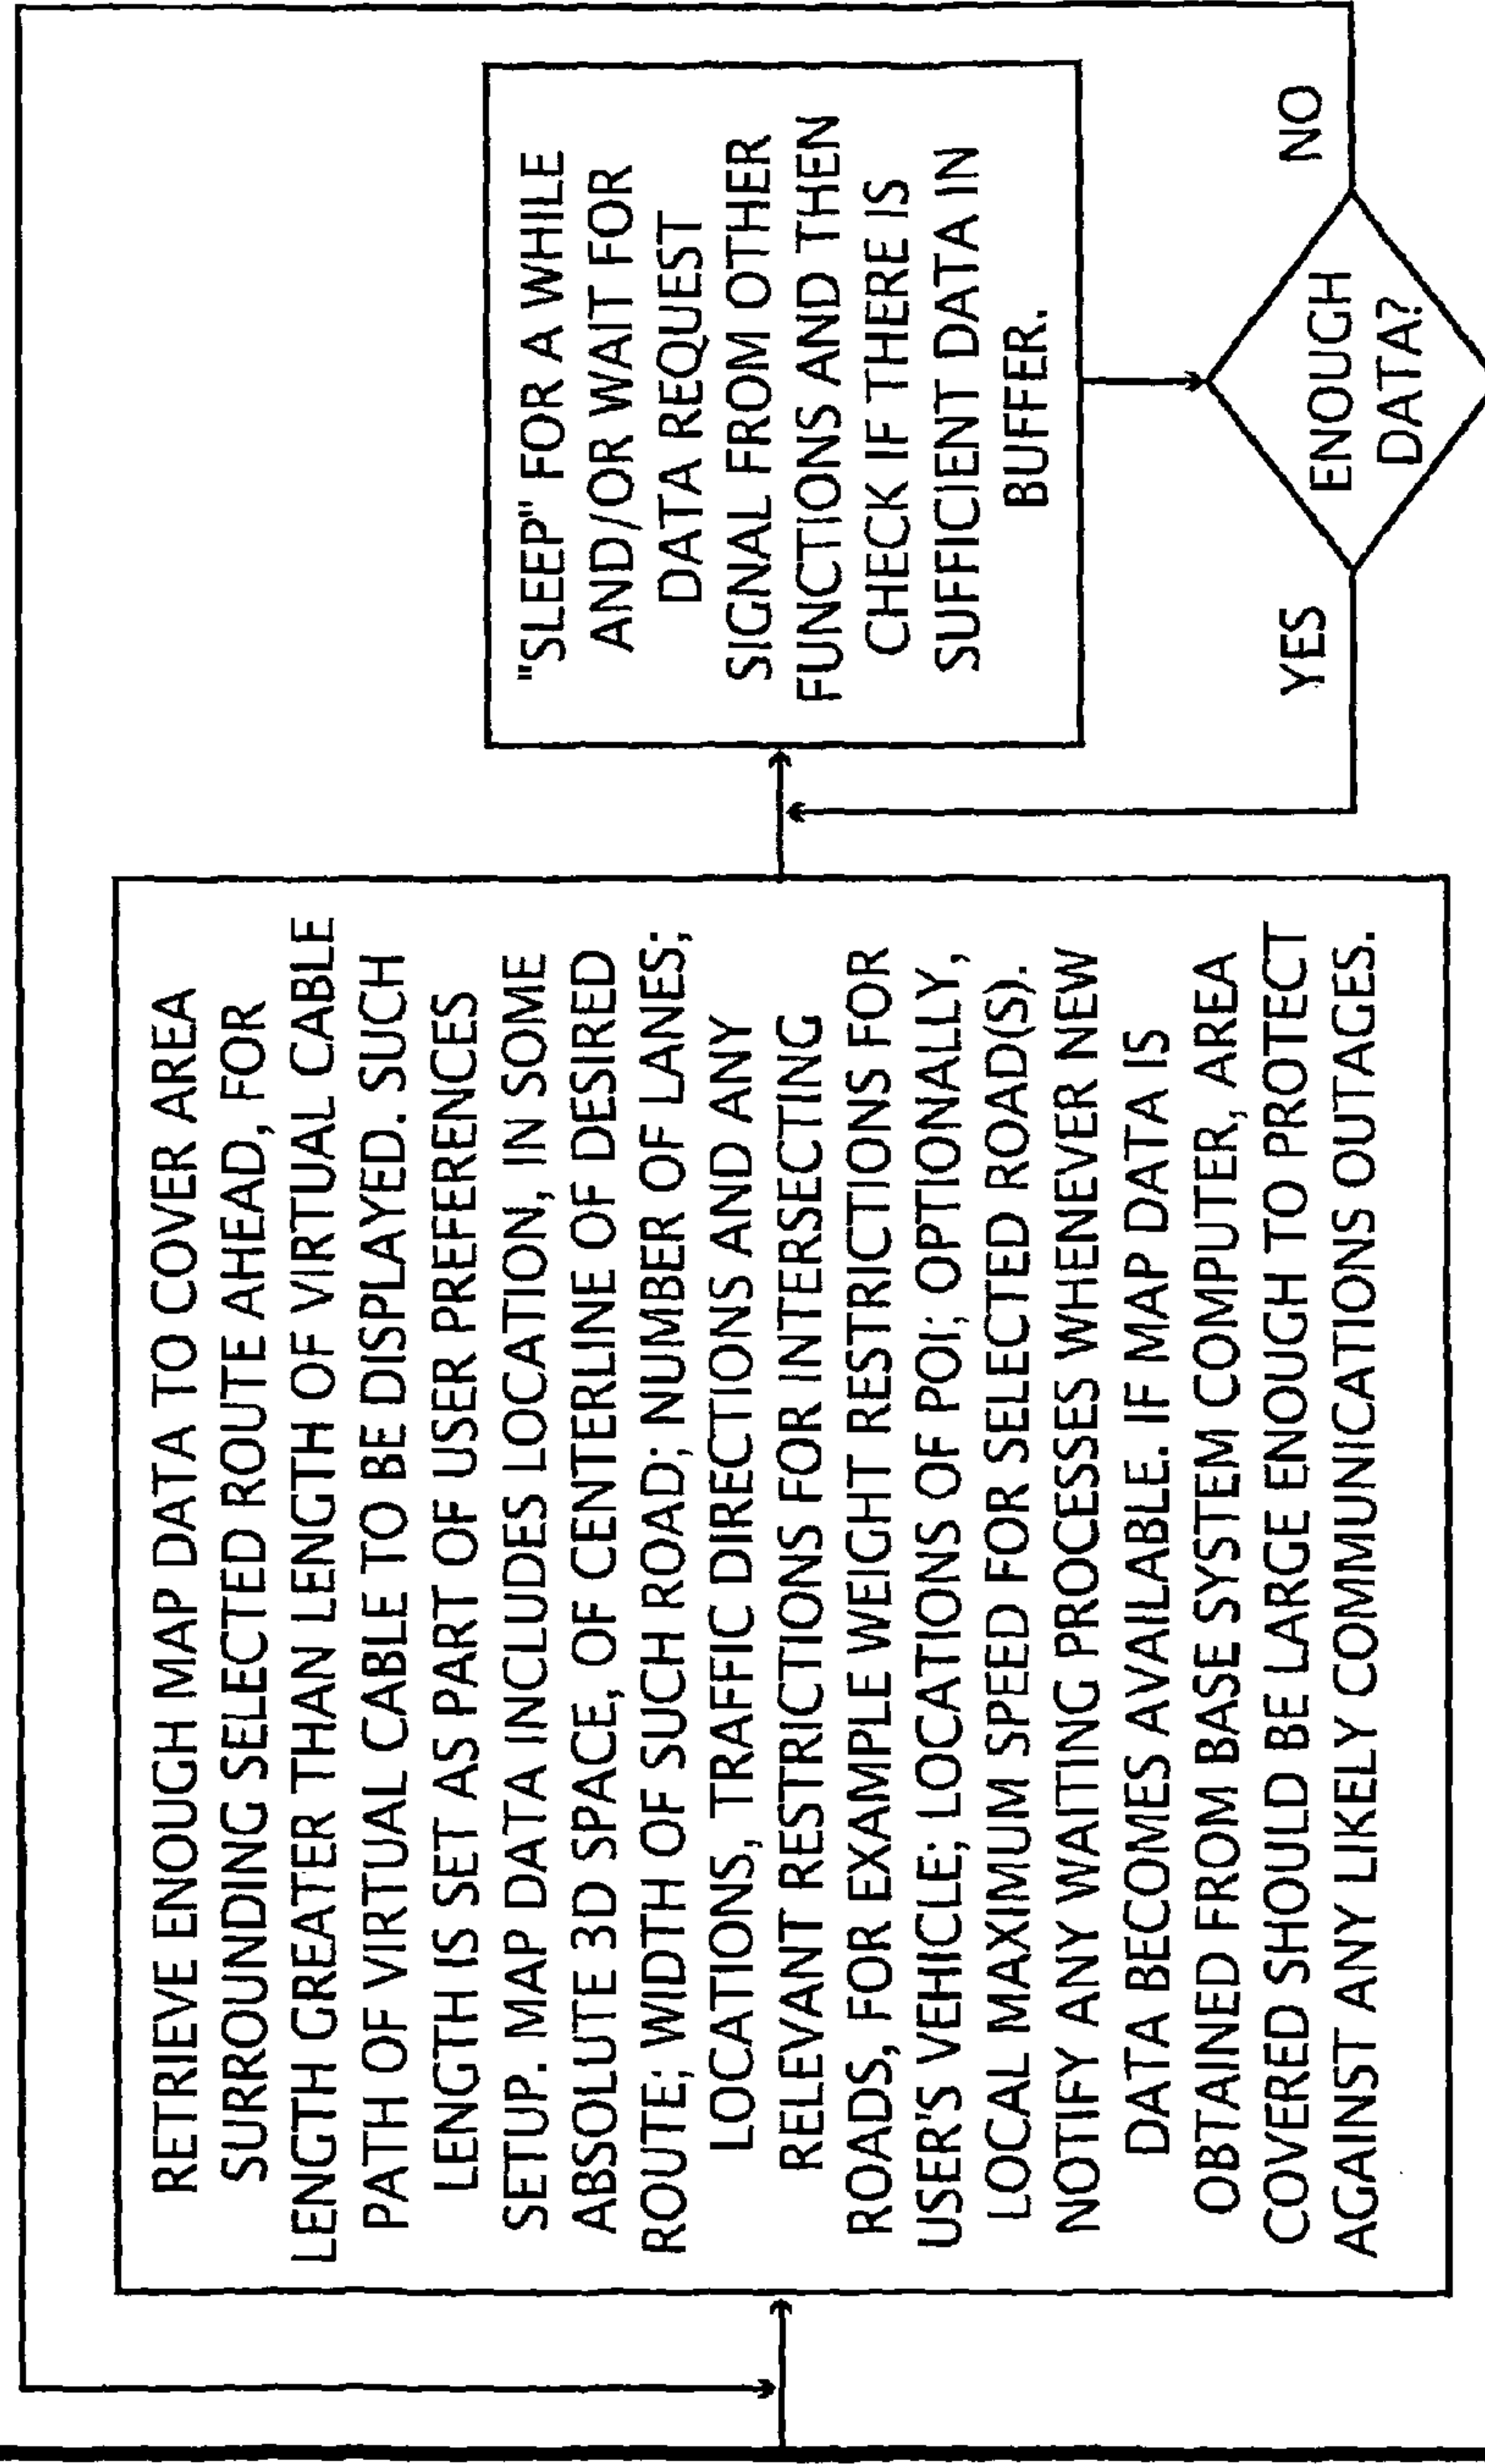 RETRIEVE ENOUGH MAP DATA TO COVER AREA
SURROUNDING SELECTED ROUTE AHEAD, FOR
LENGTH GREATER THAN LENGTH OF VIRTUAL CABLE
PATH OF VIRTUAL CABLE TO BE DISPLAYED. SUCH
LENGTH IS SET AS PART OF USER PREFERENCES
SETUP. MAP DATA INCLUDES LOCATION, IN SOME
ABSOLUTE 3D SPACE, OF CENTERLINE OF DESIRED
ROUTE; WIDTH OF SUCH ROAD; NUMBER OF LANES;
LOCATIONS, TRAFFIC DIRECTIONS AND ANY
RELEVANT RESTRICTIONS FOR INTERSECTING
ROADS, FOR EXAMPLE WEIGHT RESTRICTIONS FOR
USER'S VEHICLE; LOCATIONS OF POI; OPTIONALLY,
LOCAL MAXIMUM SPEED FOR SELECTED ROAD(S).
NOTIFY ANY WAITING PROCESSES WHENEVER NEW
DATA BECOMES AVAILABLE. IF MAP DATA IS
OBTAINED FROM BASE SYSTEM COMPUTER, AREA
COVERED SHOULD BE LARGE ENOUGH TO PROTECT
AGAINST ANY LIKELY COMMUNICATIONS OUTAGES.
"SLEEP" FOR A WHILE
AND/OR WAIT FOR
DATA REQUEST
SIGNAL FROM OTHER
FUNCTIONS AND THEN
CHECK IF THERE IS
SUFFICIENT DATA IN
BUFFER.
YES
ENOUGH
DATA?
NO